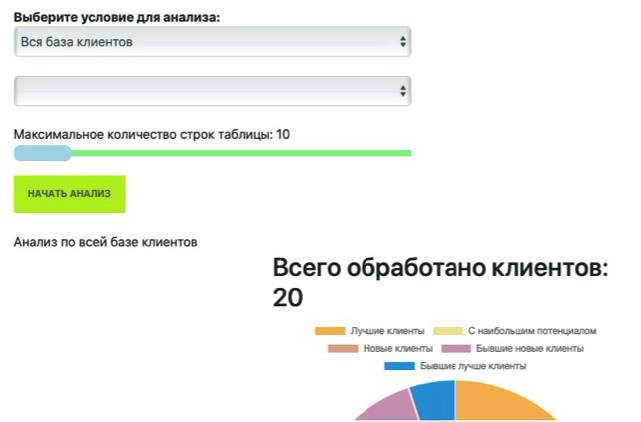 Выберите условие для анализа:
Вся база клиентов
Максимальное количество строк таблицы: 10
НАЧАТЬ АНАЛИЗ
Анализ по всей базе клиентов
Всего обработано клиентов:
20
Лучшие клиенты С наибольшим потенциалом
Новые клиенты Бывшие новые клиенты
Бывшие лучше клиенты